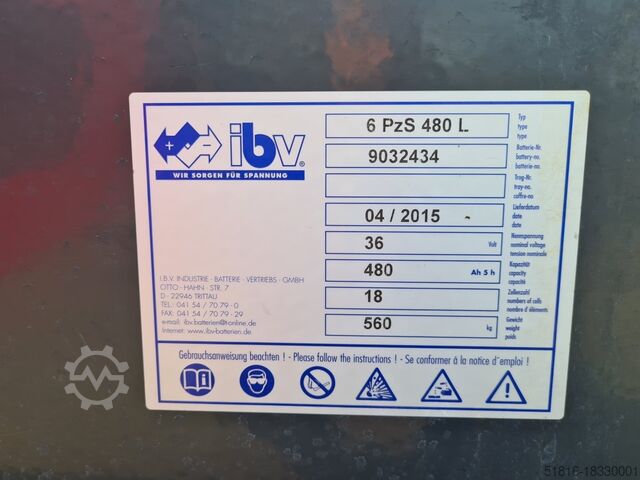 ibv®
WIR SORGEN FÜR SPANNUNG
I.B.V. INDUSTRIE - BATTERIE - VERTRIEBS - GMBH
OTTO - HAHN - STR. 7
D - 22946 TRITTAU
TEL.: 041 54 / 70 79 - 0
FAX: 041 54 / 70 79 - 29
e-mail: ibv-batterien@t-online.de
Internet: www.ibv-batterien.de
6 PzS 480 L
Typ
type
type
9032434
Batterie-Nr.
battery-no.
batterie-no.
Trog-Nr.
tray-no.
coffre-no.
04 / 2015 -
Lieferdatum
date
date
36 Volt
Nennspannung
nominal voltage
tension nominale
480 Ah 5 h
Kapazität
capacity
capacité
18
Zellenzahl
numbers of cells
nombre d´eléments
560 kg
Gewicht
weight
poids
Gebrauchsanweisung beachten ! - Please follow the instructions ! - Se conformer à la notice d´emploi !
51816-18330001